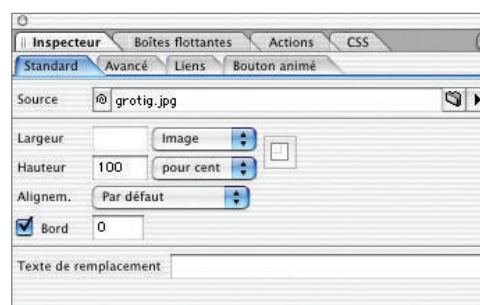 Inspecteur Boîtes flottantes Actions CSS
Standard Avancé Liens Bouton animé
Source grotig.jpg
Largeur Image
Hauteur 100 pour cent
Alignem. Par défaut
Bord 0
Texte de remplacement